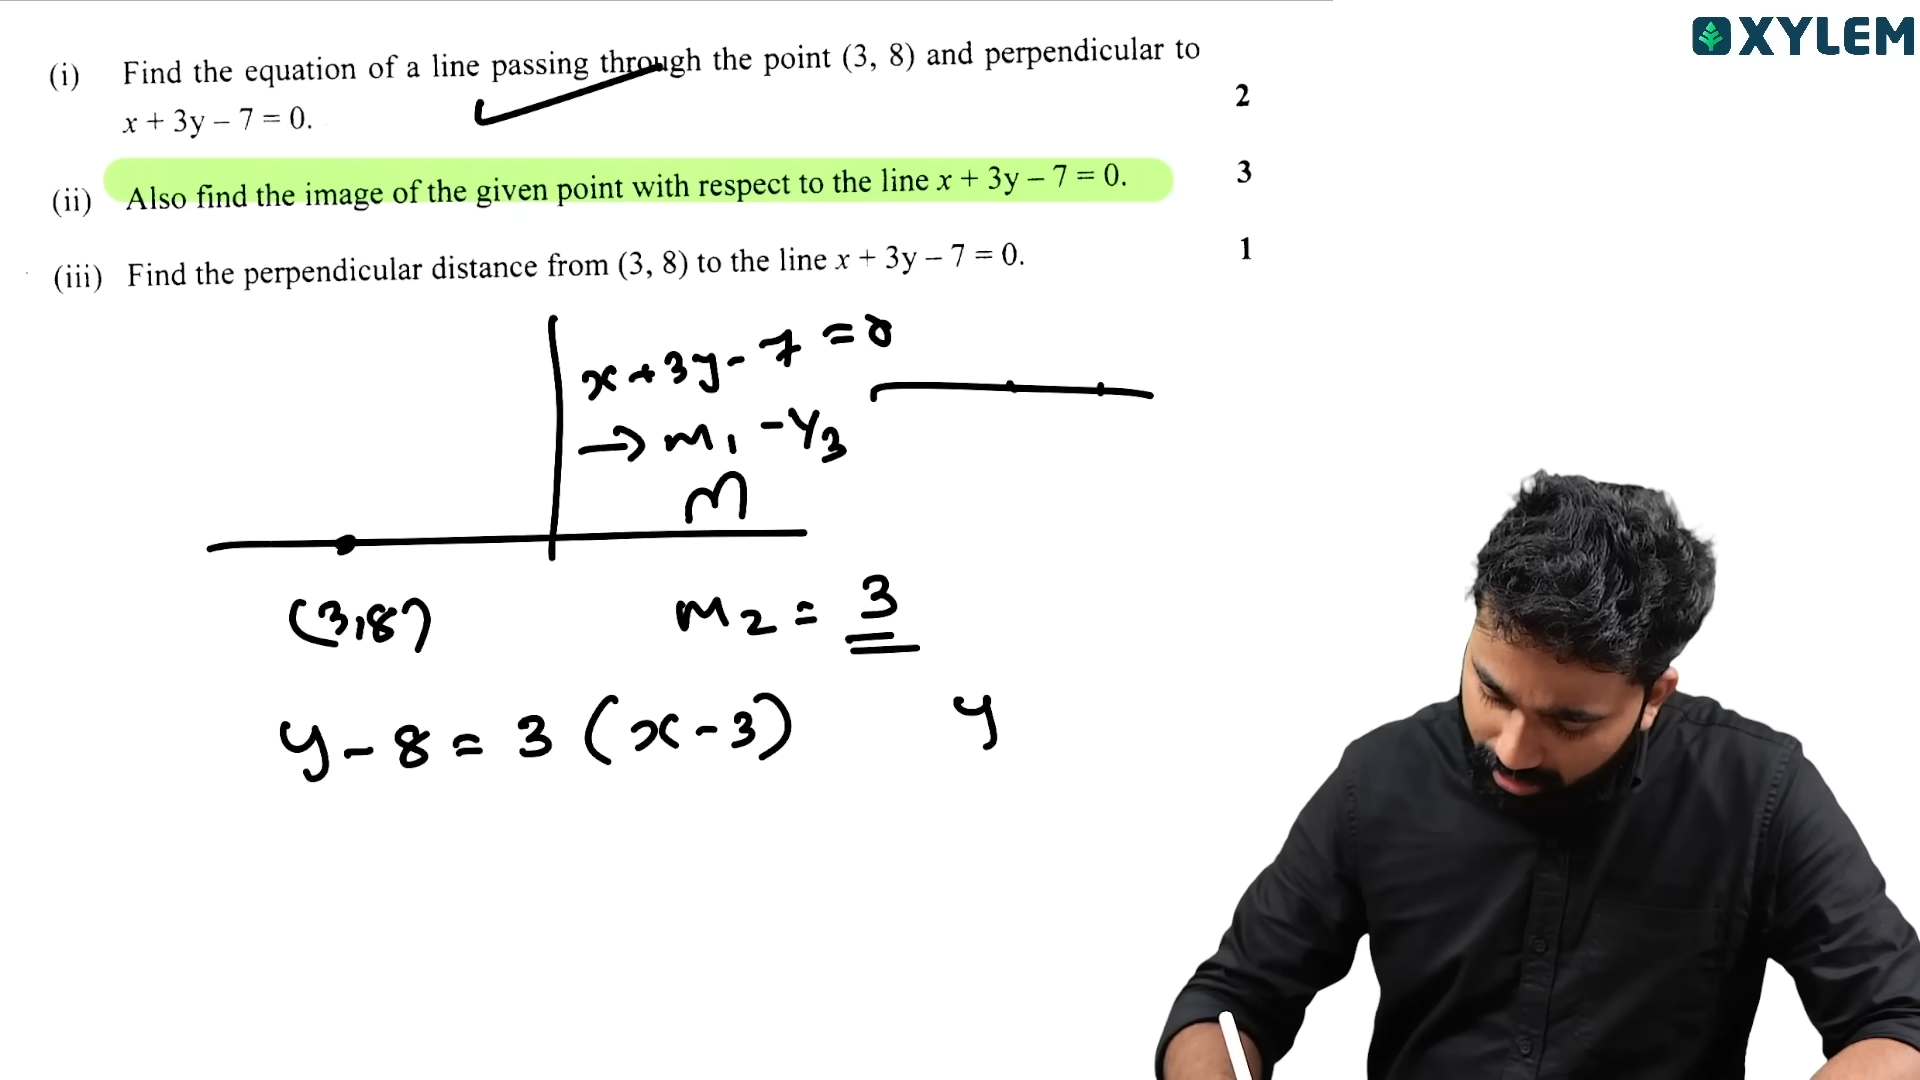 XYLEM
(i) Find the equation of a line passing through the point (3, 8) and perpendicular to
x + 3y – 7 = 0. 2
(ii) Also find the image of the given point with respect to the line x + 3y – 7 = 0. 3
(iii) Find the perpendicular distance from (3, 8) to the line x + 3y – 7 = 0. 1
x + 3y - 7 = 0
→ m₁ -1/3
m
(3,8) m₂ = 3
y - 8 = 3 (x - 3) y